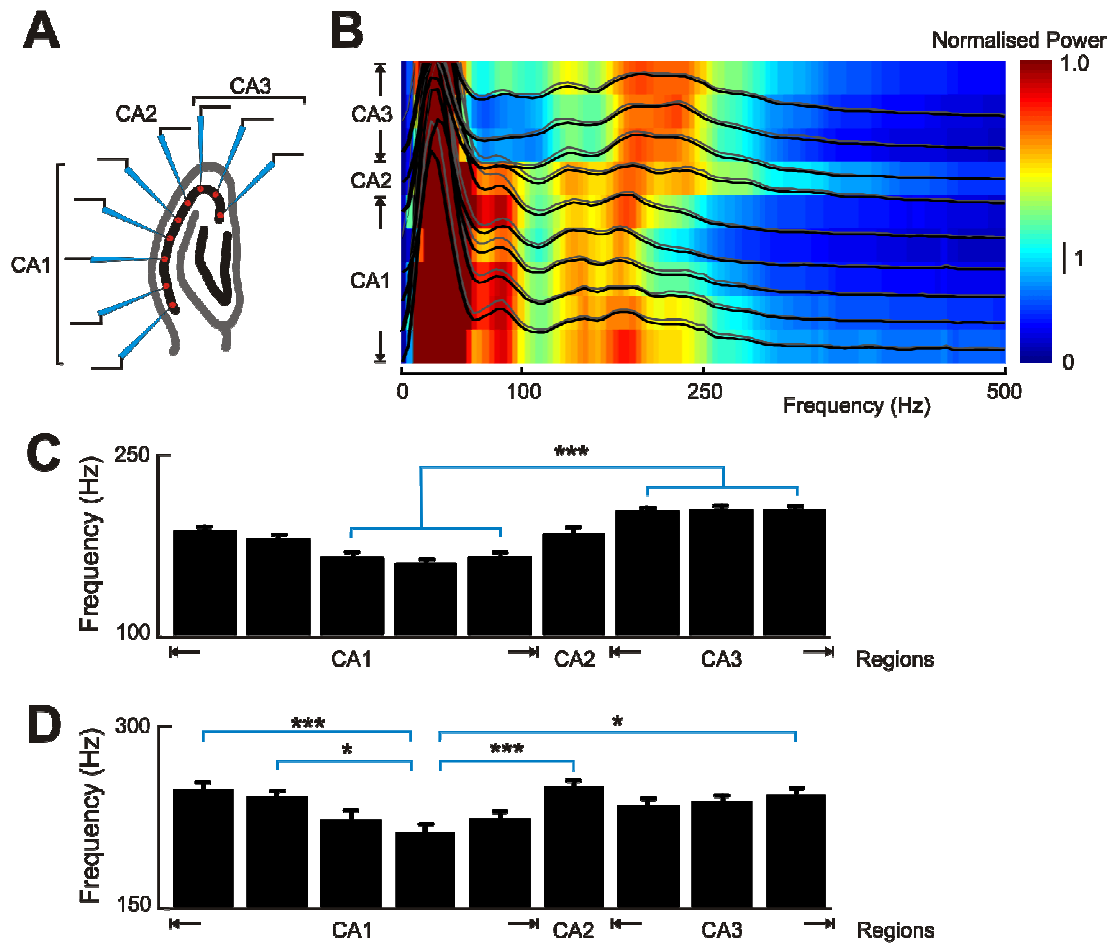 A
CA3
CA2
CA1
B
Normalised Power
1.0
CA3
CA2
CA1
1
0
0 100 250 500
Frequency (Hz)
C
250
***
Frequency (Hz)
100
CA1 CA2 CA3 Regions
D
300
*** *
* ***
Frequency (Hz)
150
CA1 CA2 CA3 Regions